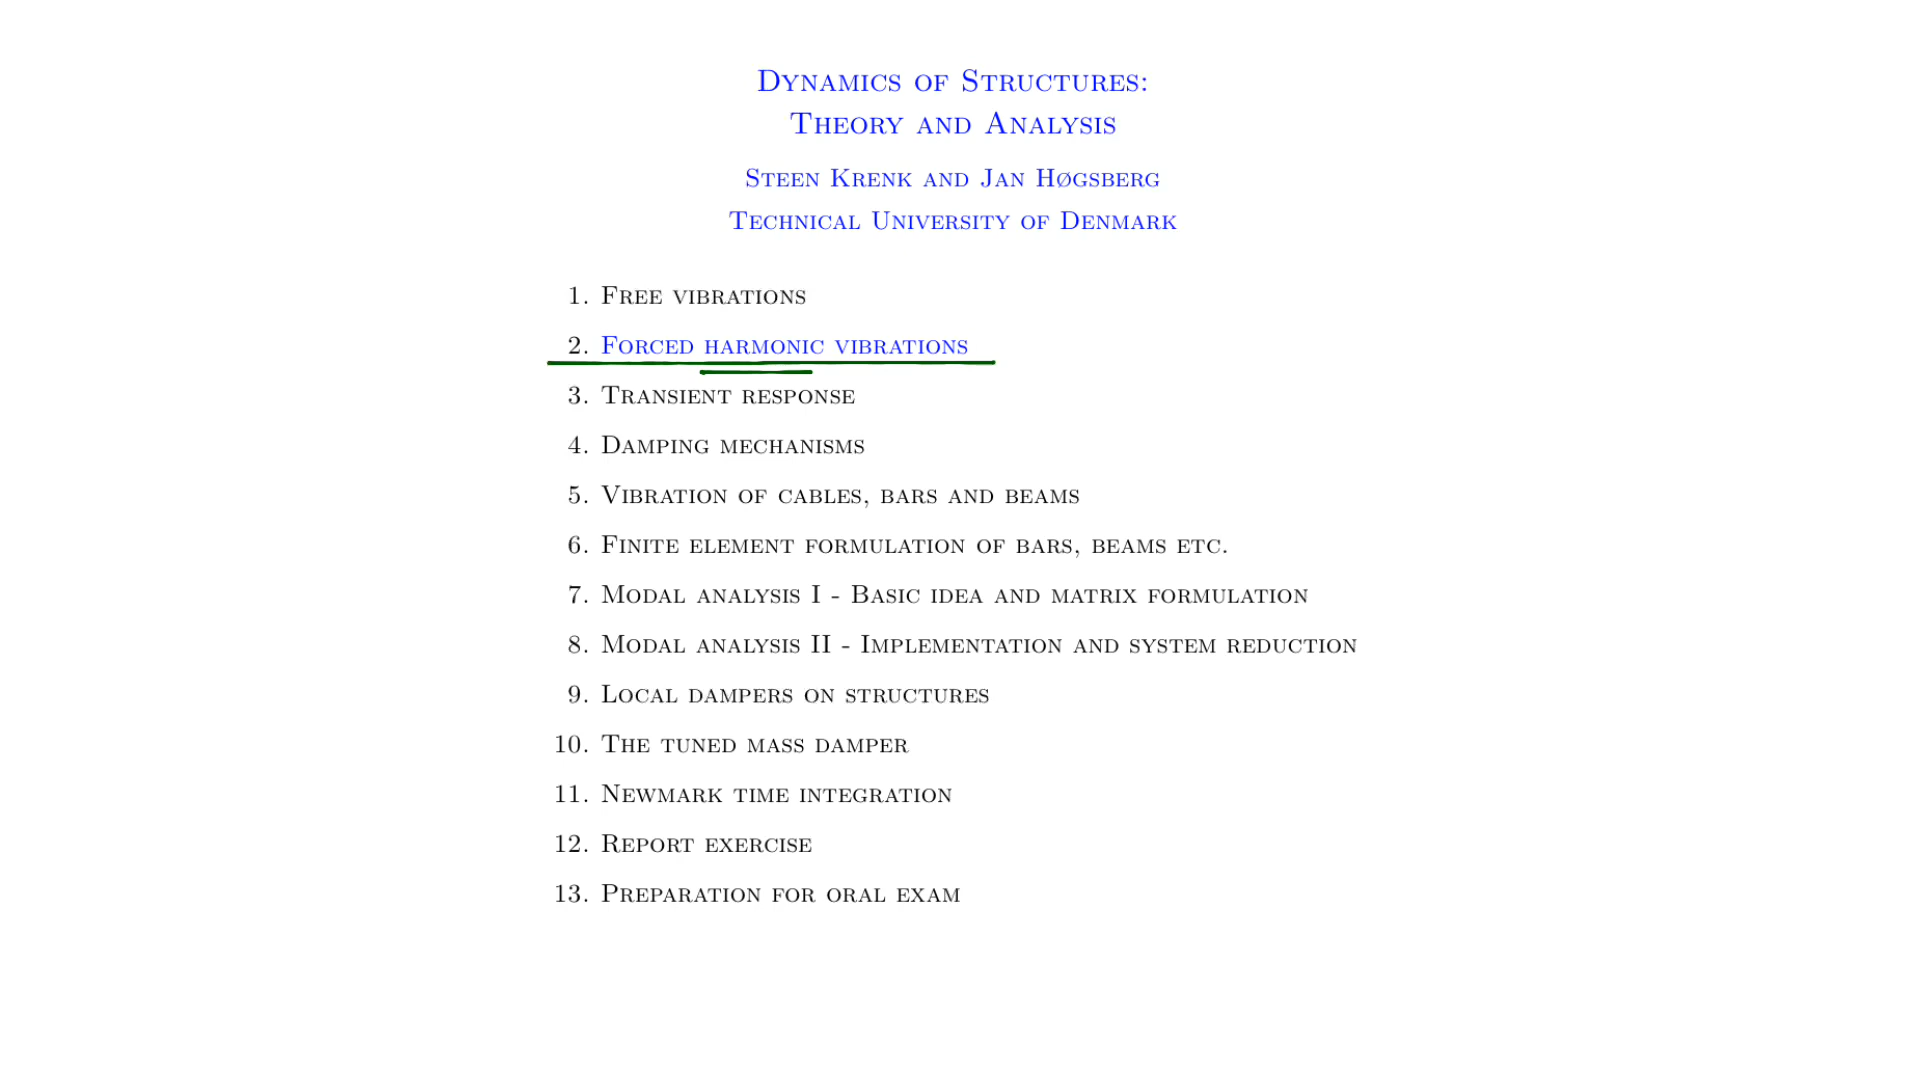 Dynamics of Structures:
Theory and Analysis
Steen Krenk and Jan Høgsberg
Technical University of Denmark
1. Free vibrations
2. Forced harmonic vibrations
3. Transient response
4. Damping mechanisms
5. Vibration of cables, bars and beams
6. Finite element formulation of bars, beams etc.
7. Modal analysis I - Basic idea and matrix formulation
8. Modal analysis II - Implementation and system reduction
9. Local dampers on structures
10. The tuned mass damper
11. Newmark time integration
12. Report exercise
13. Preparation for oral exam